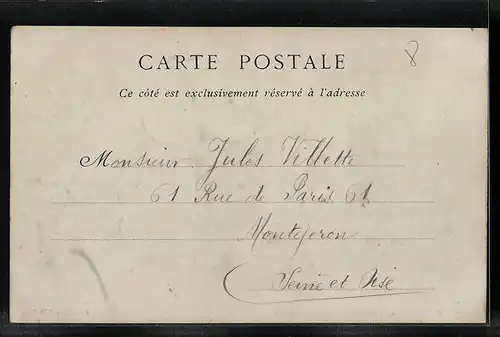 8
CARTE POSTALE
Ce côté est exclusivement réservé à l'adresse
Monsieur Jules Villette
61 Rue de Paris 61
Montgeron
Seine et Oise